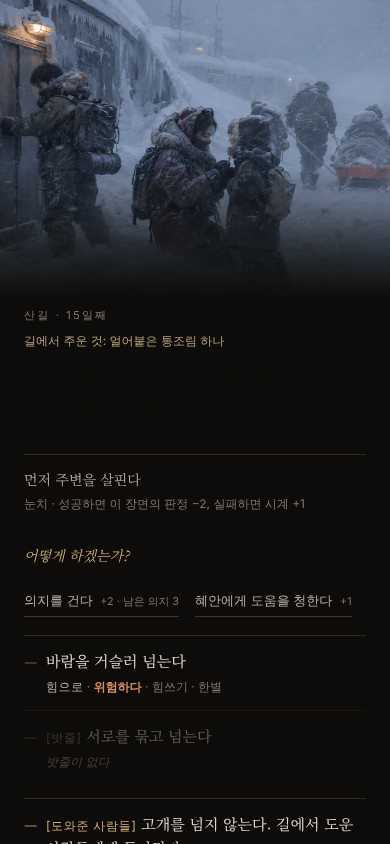 산길 · 15일째
길에서 주운 것: 얼어붙은 통조림 하나
먼저 주변을 살핀다
눈치 · 성공하면 이 장면의 판정 −2, 실패하면 시계 +1
어떻게 하겠는가?
의지를 건다 +2 · 남은 의지 3 혜안에게 도움을 청한다 +1
— 바람을 거슬러 넘는다
힘으로 · 위험하다 · 힘쓰기 · 한별
— [밧줄] 서로를 묶고 넘는다
밧줄이 없다
— [도와준 사람들] 고개를 넘지 않는다. 길에서 도운